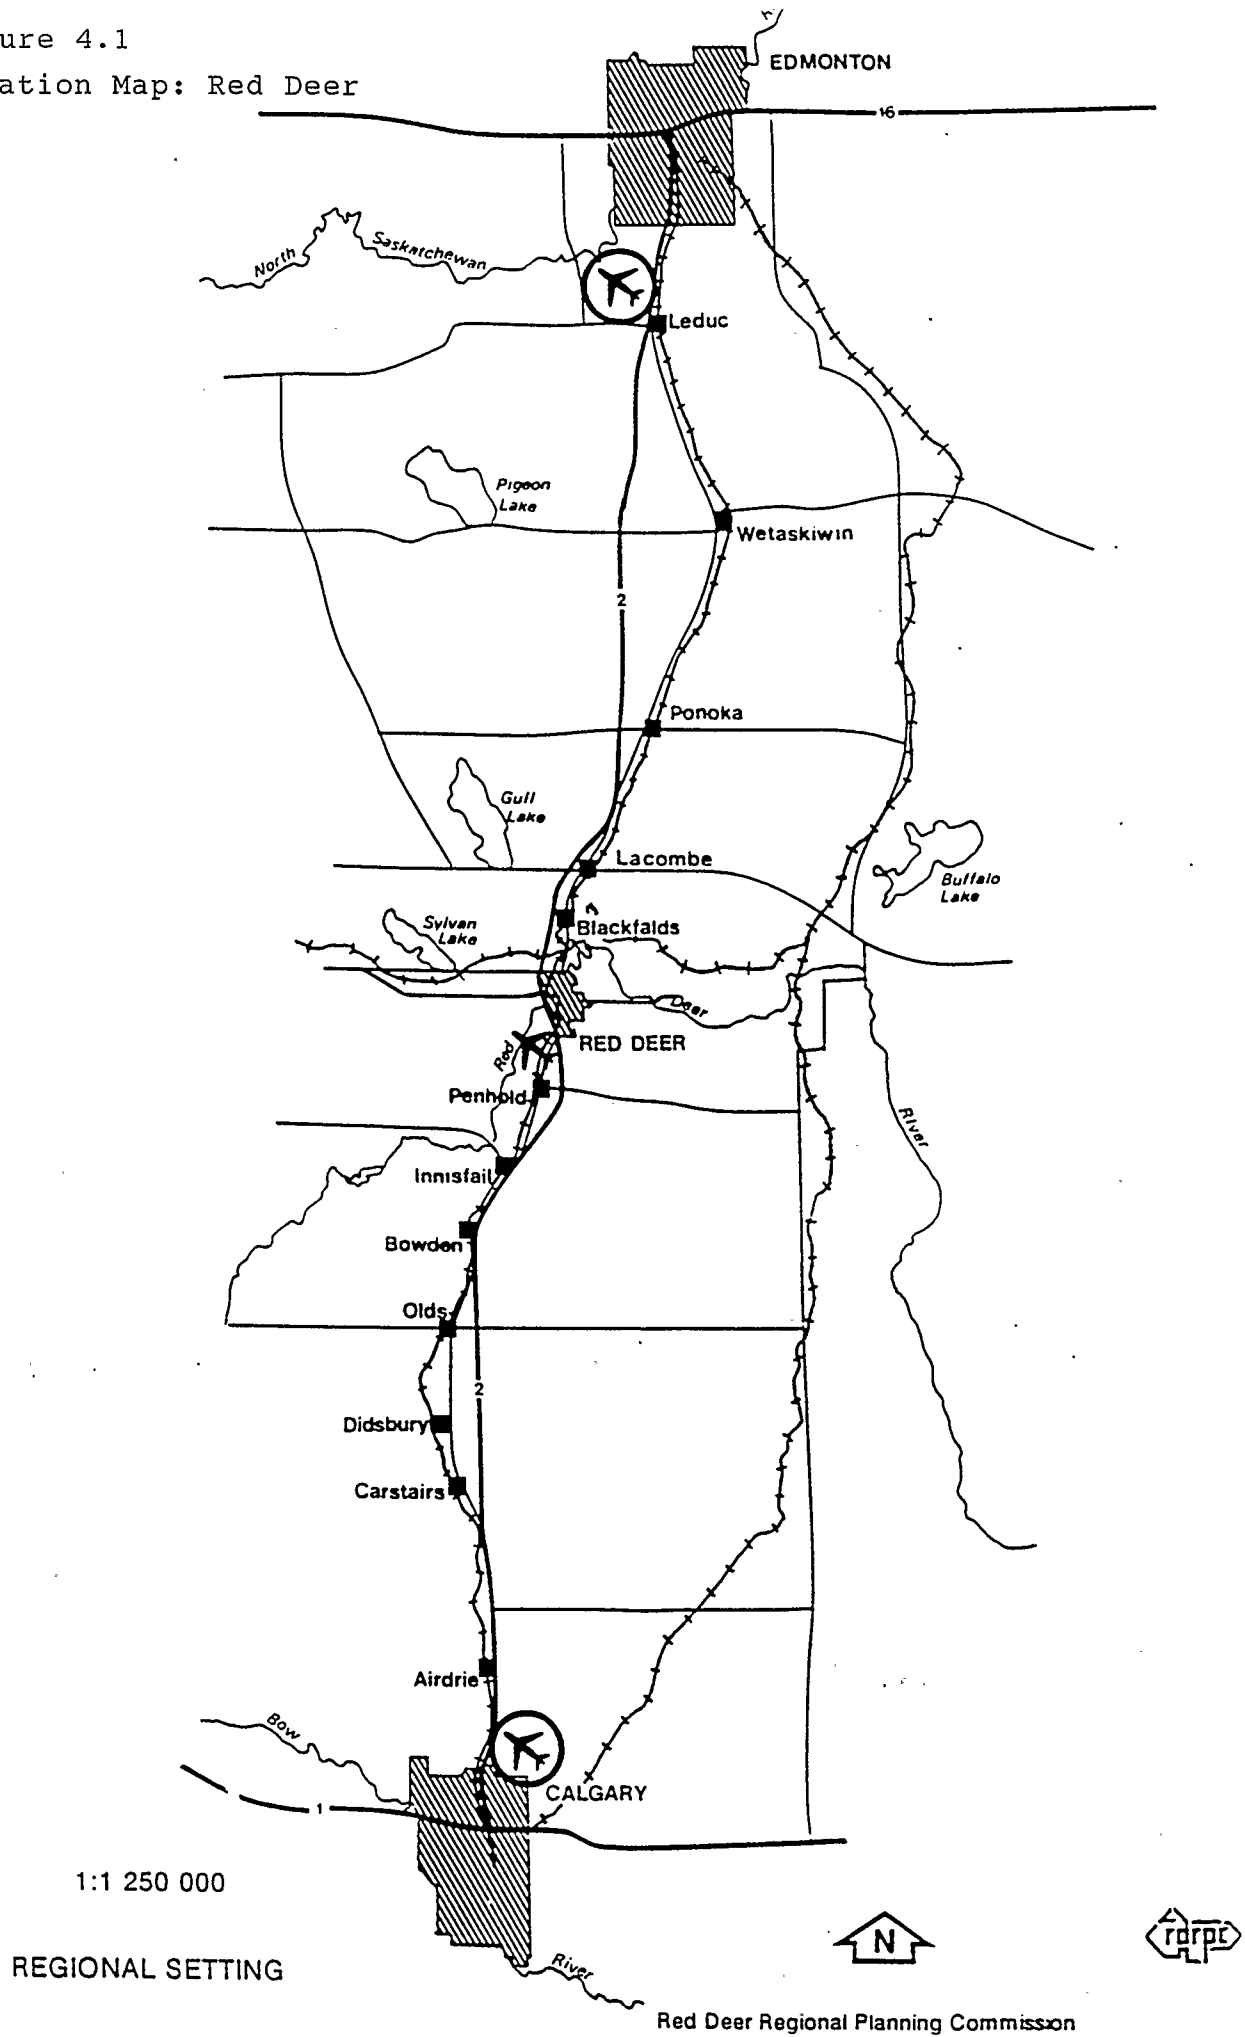 ure 4.1
ation Map: Red Deer
EDMONTON
16
North
Saskatchewan
Leduc
Pigeon
Lake
Wetaskiwin
2
Ponoka
Gull
Lake
Lacombe
Buffalo
Lake
Blackfalds
Sylvan
Lake
Deer
RED DEER
Red
Penhold
River
Innisfail
Bowden
Olds
2
Didsbury
Carstairs
Airdrie
Bow
CALGARY
1
1:1 250 000
N
rdrpc
REGIONAL SETTING
River
Red Deer Regional Planning Commission